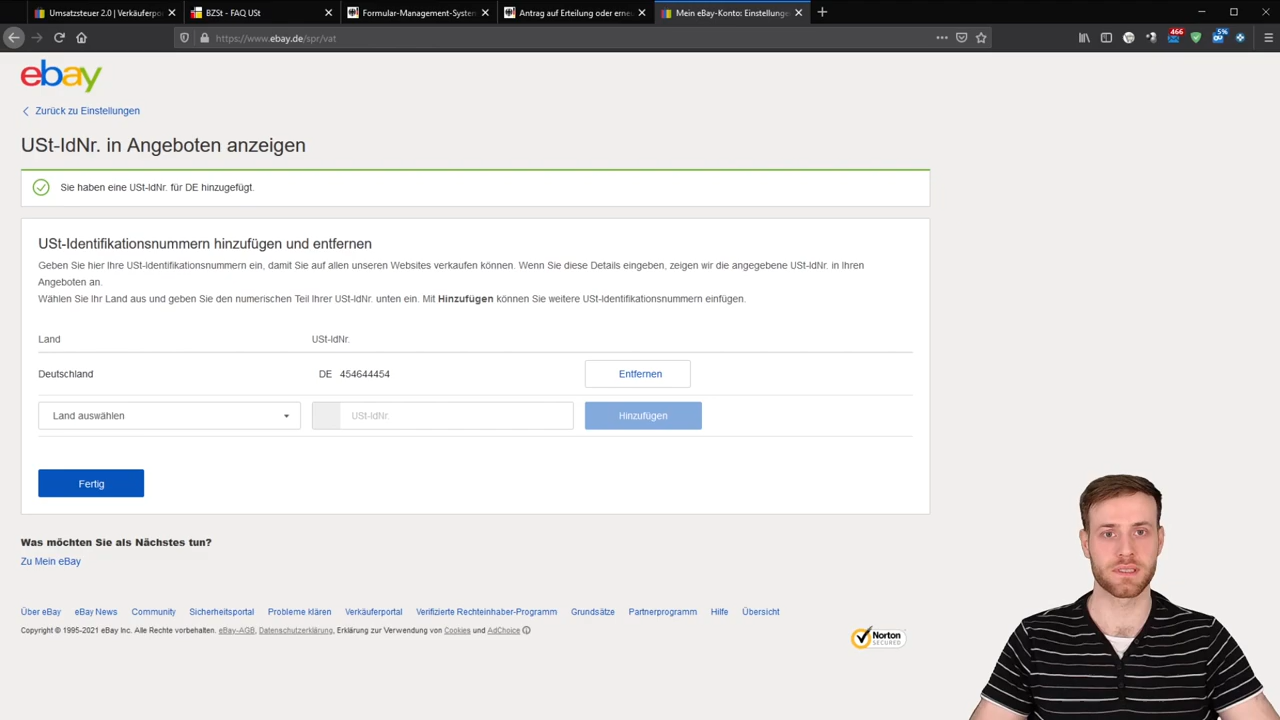 Umsatzsteuer 2.0 | Verkäuferpo
BZSt - FAQ USt
Formular-Management-System
Antrag auf Erteilung oder erneu
Mein eBay-Konto: Einstellunge
https://www.ebay.de/spr/vat
466
5%
ebay
Zurück zu Einstellungen
USt-IdNr. in Angeboten anzeigen
Sie haben eine USt-IdNr. für DE hinzugefügt.
USt-Identifikationsnummern hinzufügen und entfernen
Geben Sie hier Ihre USt-Identifikationsnummern ein, damit Sie auf allen unseren Websites verkaufen können. Wenn Sie diese Details eingeben, zeigen wir die angegebene USt-IdNr. in Ihren
Angeboten an.
Wählen Sie Ihr Land aus und geben Sie den numerischen Teil Ihrer USt-IdNr. unten ein. Mit Hinzufügen können Sie weitere USt-Identifikationsnummern einfügen.
Land USt-IdNr.
Deutschland DE 454644454 Entfernen
Land auswählen USt-IdNr. Hinzufügen
Fertig
Was möchten Sie als Nächstes tun?
Zu Mein eBay
Über eBay eBay News Community Sicherheitsportal Probleme klären Verkäuferportal Verifizierte Rechteinhaber-Programm Grundsätze Partnerprogramm Hilfe Übersicht
Copyright © 1995-2021 eBay Inc. Alle Rechte vorbehalten. eBay-AGB, Datenschutzerklärung, Erklärung zur Verwendung von Cookies und AdChoice
Norton
SECURED